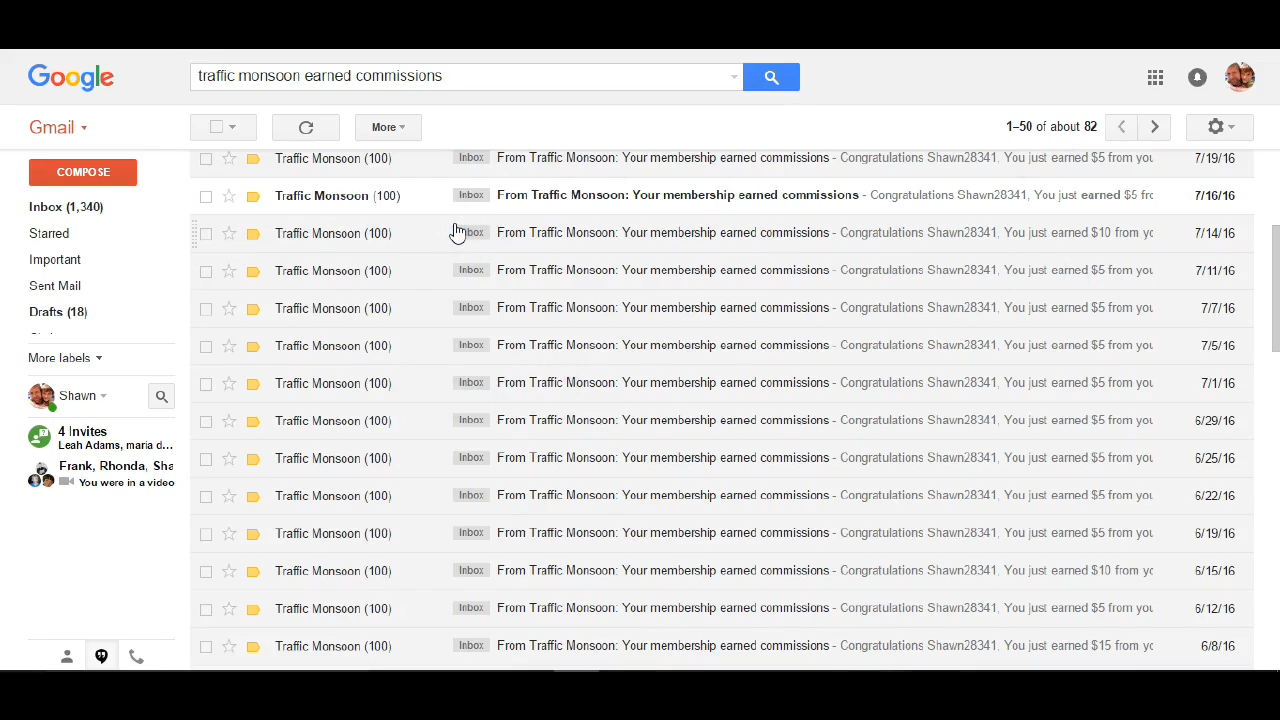 Google
traffic monsoon earned commissions
Gmail
More
1–50 of about 82
COMPOSE
Inbox (1,340)
Starred
Important
Sent Mail
Drafts (18)
More labels
Shawn
4 Invites
Leah Adams, maria d...
Frank, Rhonda, Sha
You were in a video
Traffic Monsoon (100) Inbox From Traffic Monsoon: Your membership earned commissions - Congratulations Shawn28341, You just earned $5 from you 7/19/16
Traffic Monsoon (100) Inbox From Traffic Monsoon: Your membership earned commissions - Congratulations Shawn28341, You just earned $5 frc 7/16/16
Traffic Monsoon (100) Inbox From Traffic Monsoon: Your membership earned commissions - Congratulations Shawn28341, You just earned $10 from yc 7/14/16
Traffic Monsoon (100) Inbox From Traffic Monsoon: Your membership earned commissions - Congratulations Shawn28341, You just earned $5 from you 7/11/16
Traffic Monsoon (100) Inbox From Traffic Monsoon: Your membership earned commissions - Congratulations Shawn28341, You just earned $5 from you 7/7/16
Traffic Monsoon (100) Inbox From Traffic Monsoon: Your membership earned commissions - Congratulations Shawn28341, You just earned $5 from you 7/5/16
Traffic Monsoon (100) Inbox From Traffic Monsoon: Your membership earned commissions - Congratulations Shawn28341, You just earned $5 from you 7/1/16
Traffic Monsoon (100) Inbox From Traffic Monsoon: Your membership earned commissions - Congratulations Shawn28341, You just earned $5 from you 6/29/16
Traffic Monsoon (100) Inbox From Traffic Monsoon: Your membership earned commissions - Congratulations Shawn28341, You just earned $5 from you 6/25/16
Traffic Monsoon (100) Inbox From Traffic Monsoon: Your membership earned commissions - Congratulations Shawn28341, You just earned $5 from you 6/22/16
Traffic Monsoon (100) Inbox From Traffic Monsoon: Your membership earned commissions - Congratulations Shawn28341, You just earned $5 from you 6/19/16
Traffic Monsoon (100) Inbox From Traffic Monsoon: Your membership earned commissions - Congratulations Shawn28341, You just earned $10 from yc 6/15/16
Traffic Monsoon (100) Inbox From Traffic Monsoon: Your membership earned commissions - Congratulations Shawn28341, You just earned $5 from you 6/12/16
Traffic Monsoon (100) Inbox From Traffic Monsoon: Your membership earned commissions - Congratulations Shawn28341, You just earned $15 from yc 6/8/16